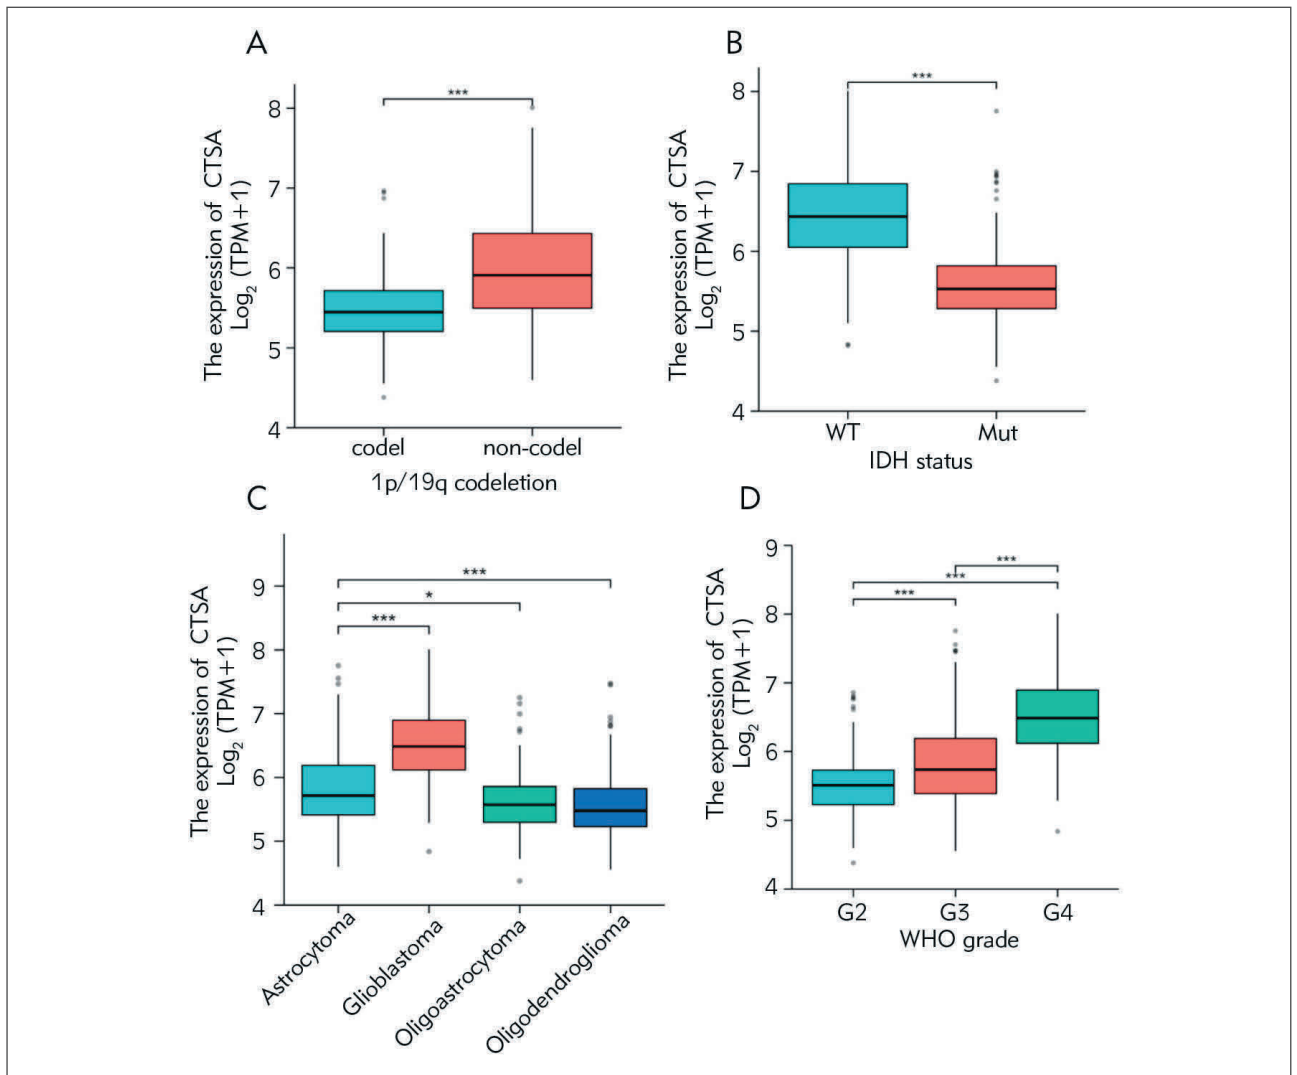 A
The expression of CTSA
Log2 (TPM+1)
8
7
6
5
4
***
codel
non-codel
1p/19q codeletion
B
The expression of CTSA
Log2 (TPM+1)
8
7
6
5
4
***
WT
Mut
IDH status
C
The expression of CTSA
Log2 (TPM+1)
9
8
7
6
5
4
***
*
***
Astrocytoma
Glioblastoma
Oligoastrocytoma
Oligodendroglioma
D
The expression of CTSA
Log2 (TPM+1)
9
8
7
6
5
4
***
***
***
G2
G3
G4
WHO grade